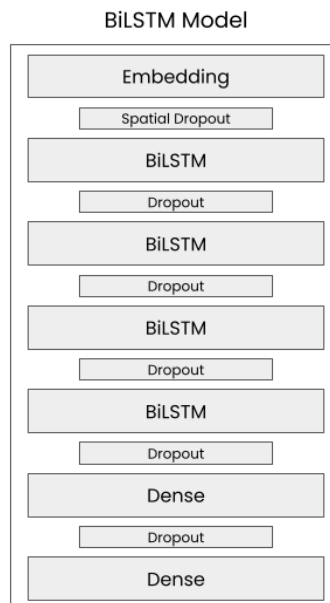 BiLSTM Model
Embedding
Spatial Dropout
BiLSTM
Dropout
BiLSTM
Dropout
BiLSTM
Dropout
BiLSTM
Dropout
Dense
Dropout
Dense